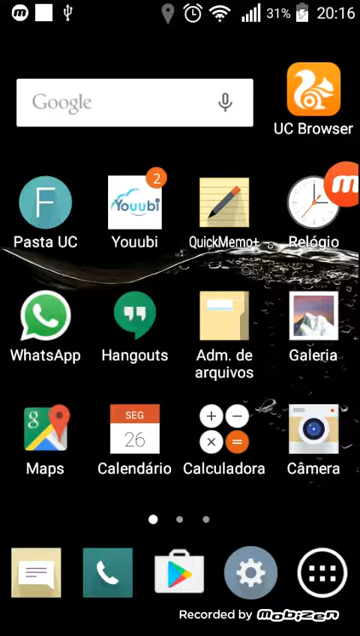 31% 20:16
Google
UC Browser
F
Youubi
2
Pasta UC
Youubi
QuickMemo+
Relógio
WhatsApp
Hangouts
Adm. de
arquivos
Galeria
g
SEG
26
Maps
Calendário
Calculadora
Câmera
Recorded by mobizen